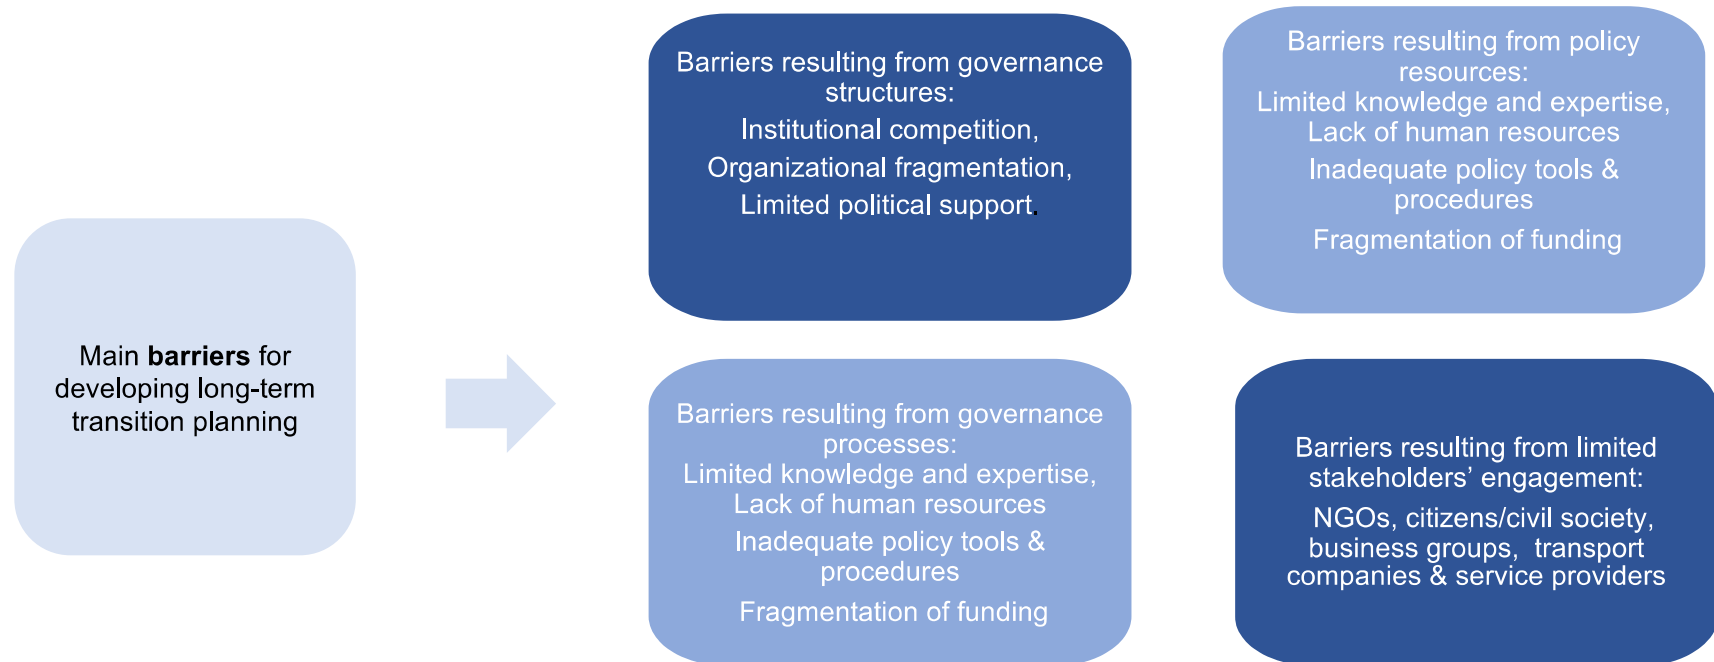 Main barriers for
developing long-term
transition planning
Barriers resulting from governance
structures:
Institutional competition,
Organizational fragmentation,
Limited political support.
Barriers resulting from policy
resources:
Limited knowledge and expertise,
Lack of human resources
Inadequate policy tools &
procedures
Fragmentation of funding
Barriers resulting from governance
processes:
Limited knowledge and expertise,
Lack of human resources
Inadequate policy tools &
procedures
Fragmentation of funding
Barriers resulting from limited
stakeholders’ engagement:
NGOs, citizens/civil society,
business groups, transport
companies & service providers